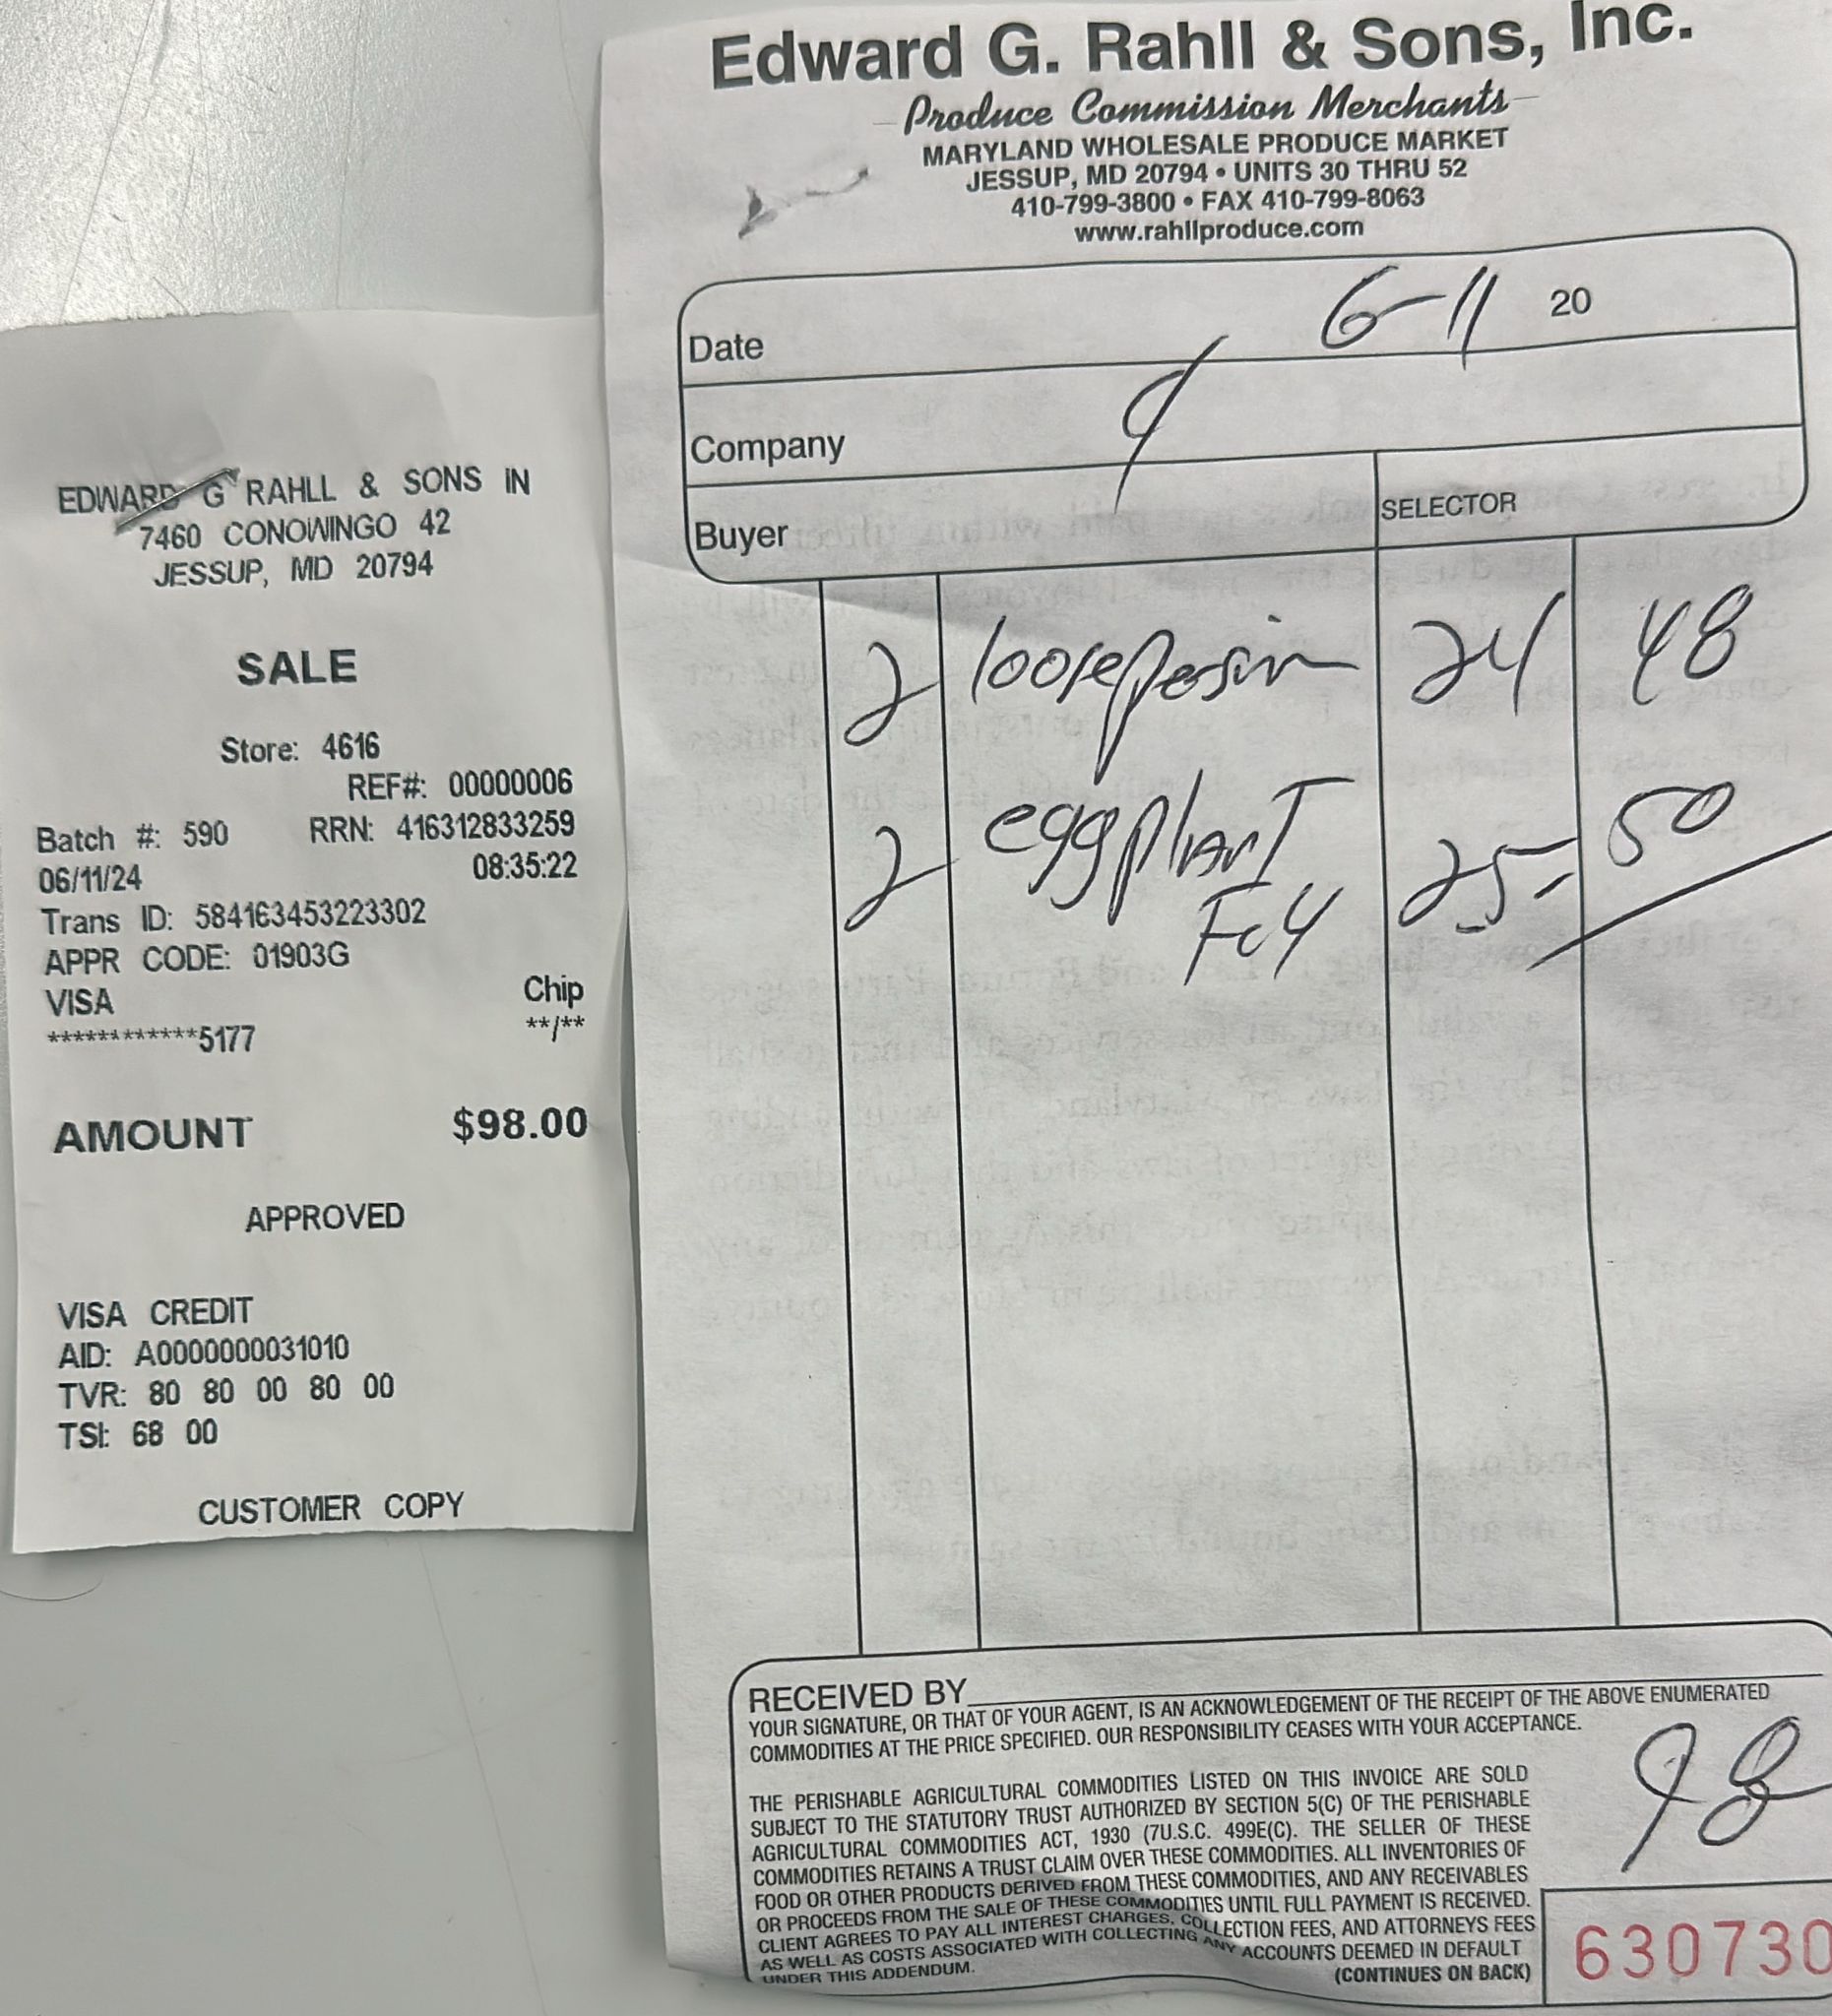 EDWARD G RAHLL & SONS IN
7460 CONOWINGO 42
JESSUP, MD 20794
SALE
Store: 4616
REF#: 00000006
Batch #: 590 RRN: 416312833259
06/11/24 08:35:22
Trans ID: 584163453223302
APPR CODE: 01903G
VISA Chip
************5177 **/**
AMOUNT $98.00
APPROVED
VISA CREDIT
AID: A0000000031010
TVR: 80 80 00 80 00
TSI: 68 00
CUSTOMER COPY
Edward G. Rahll & Sons, Inc.
Produce Commission Merchants
MARYLAND WHOLESALE PRODUCE MARKET
JESSUP, MD 20794 • UNITS 30 THRU 52
410-799-3800 • FAX 410-799-8063
www.rahllproduce.com
Date 6-11 20
Company
Buyer SELECTOR
2 loose persian 24 48
2 eggplanT 25 50
Fcy
RECEIVED BY
YOUR SIGNATURE, OR THAT OF YOUR AGENT, IS AN ACKNOWLEDGEMENT OF THE RECEIPT OF THE ABOVE ENUMERATED
COMMODITIES AT THE PRICE SPECIFIED. OUR RESPONSIBILITY CEASES WITH YOUR ACCEPTANCE.
98
THE PERISHABLE AGRICULTURAL COMMODITIES LISTED ON THIS INVOICE ARE SOLD
SUBJECT TO THE STATUTORY TRUST AUTHORIZED BY SECTION 5(C) OF THE PERISHABLE
AGRICULTURAL COMMODITIES ACT, 1930 (7U.S.C. 499E(C). THE SELLER OF THESE
COMMODITIES RETAINS A TRUST CLAIM OVER THESE COMMODITIES. ALL INVENTORIES OF
FOOD OR OTHER PRODUCTS DERIVED FROM THESE COMMODITIES, AND ANY RECEIVABLES
OR PROCEEDS FROM THE SALE OF THESE COMMODITIES UNTIL FULL PAYMENT IS RECEIVED.
CLIENT AGREES TO PAY ALL INTEREST CHARGES, COLLECTION FEES, AND ATTORNEYS FEES
AS WELL AS COSTS ASSOCIATED WITH COLLECTING ANY ACCOUNTS DEEMED IN DEFAULT
UNDER THIS ADDENDUM. (CONTINUES ON BACK)
630730